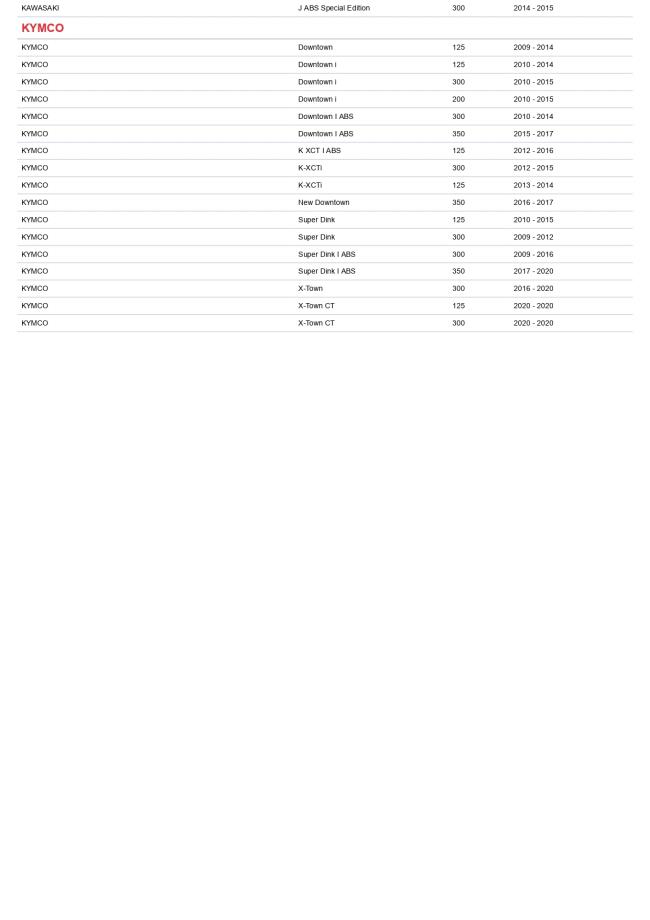 KAWASAKI J ABS Special Edition 300 2014 - 2015
KYMCO
KYMCO Downtown 125 2009 - 2014
KYMCO Downtown i 125 2010 - 2014
KYMCO Downtown i 300 2010 - 2015
KYMCO Downtown i 200 2010 - 2015
KYMCO Downtown I ABS 300 2010 - 2014
KYMCO Downtown I ABS 350 2015 - 2017
KYMCO K XCT I ABS 125 2012 - 2016
KYMCO K-XCTi 300 2012 - 2015
KYMCO K-XCTi 125 2013 - 2014
KYMCO New Downtown 350 2016 - 2017
KYMCO Super Dink 125 2010 - 2015
KYMCO Super Dink 300 2009 - 2012
KYMCO Super Dink I ABS 300 2009 - 2016
KYMCO Super Dink I ABS 350 2017 - 2020
KYMCO X-Town 300 2016 - 2020
KYMCO X-Town CT 125 2020 - 2020
KYMCO X-Town CT 300 2020 - 2020